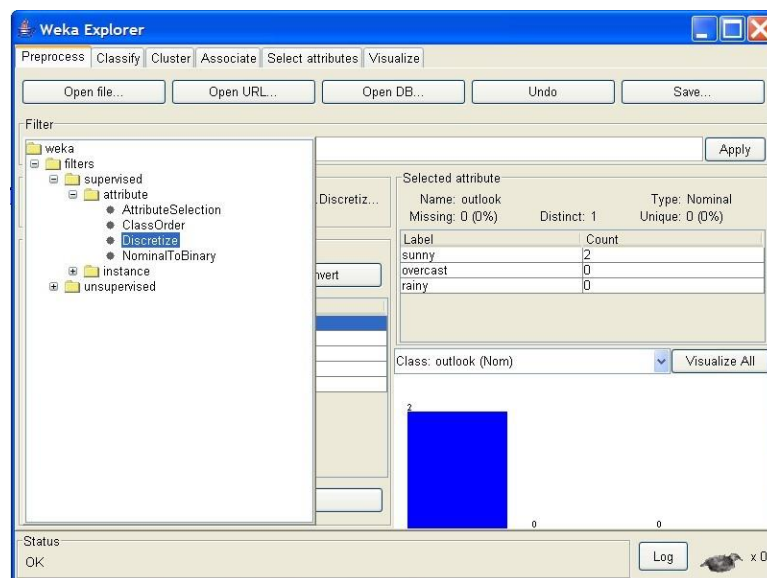 Weka Explorer
Preprocess Classify Cluster Associate Select attributes Visualize
Open file... Open URL... Open DB... Undo Save...
Filter
weka
filters
supervised
attribute
AttributeSelection
ClassOrder
Discretize
NominalToBinary
instance
unsupervised
Apply
.Discretiz...
nvert
Selected attribute
Name: outlook Type: Nominal
Missing: 0 (0%) Distinct: 1 Unique: 0 (0%)
Label Count
sunny 2
overcast 0
rainy 0
Class: outlook (Nom) Visualize All
2
0 0
Status
OK
Log x 0